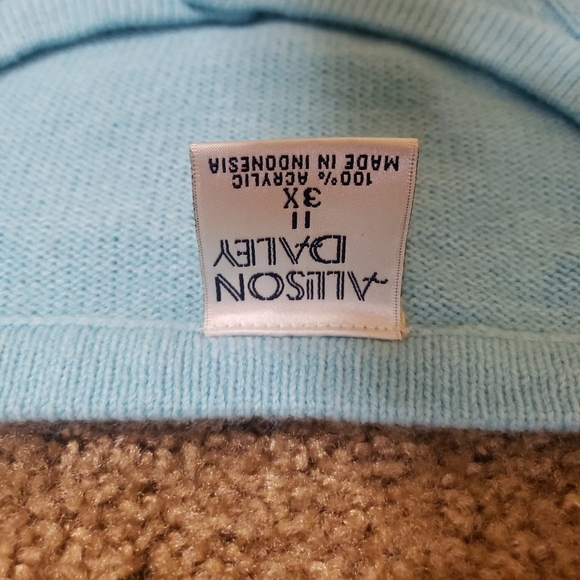 ALLISON
DALEY
II
3X
100% ACRYLIC
MADE IN INDONESIA